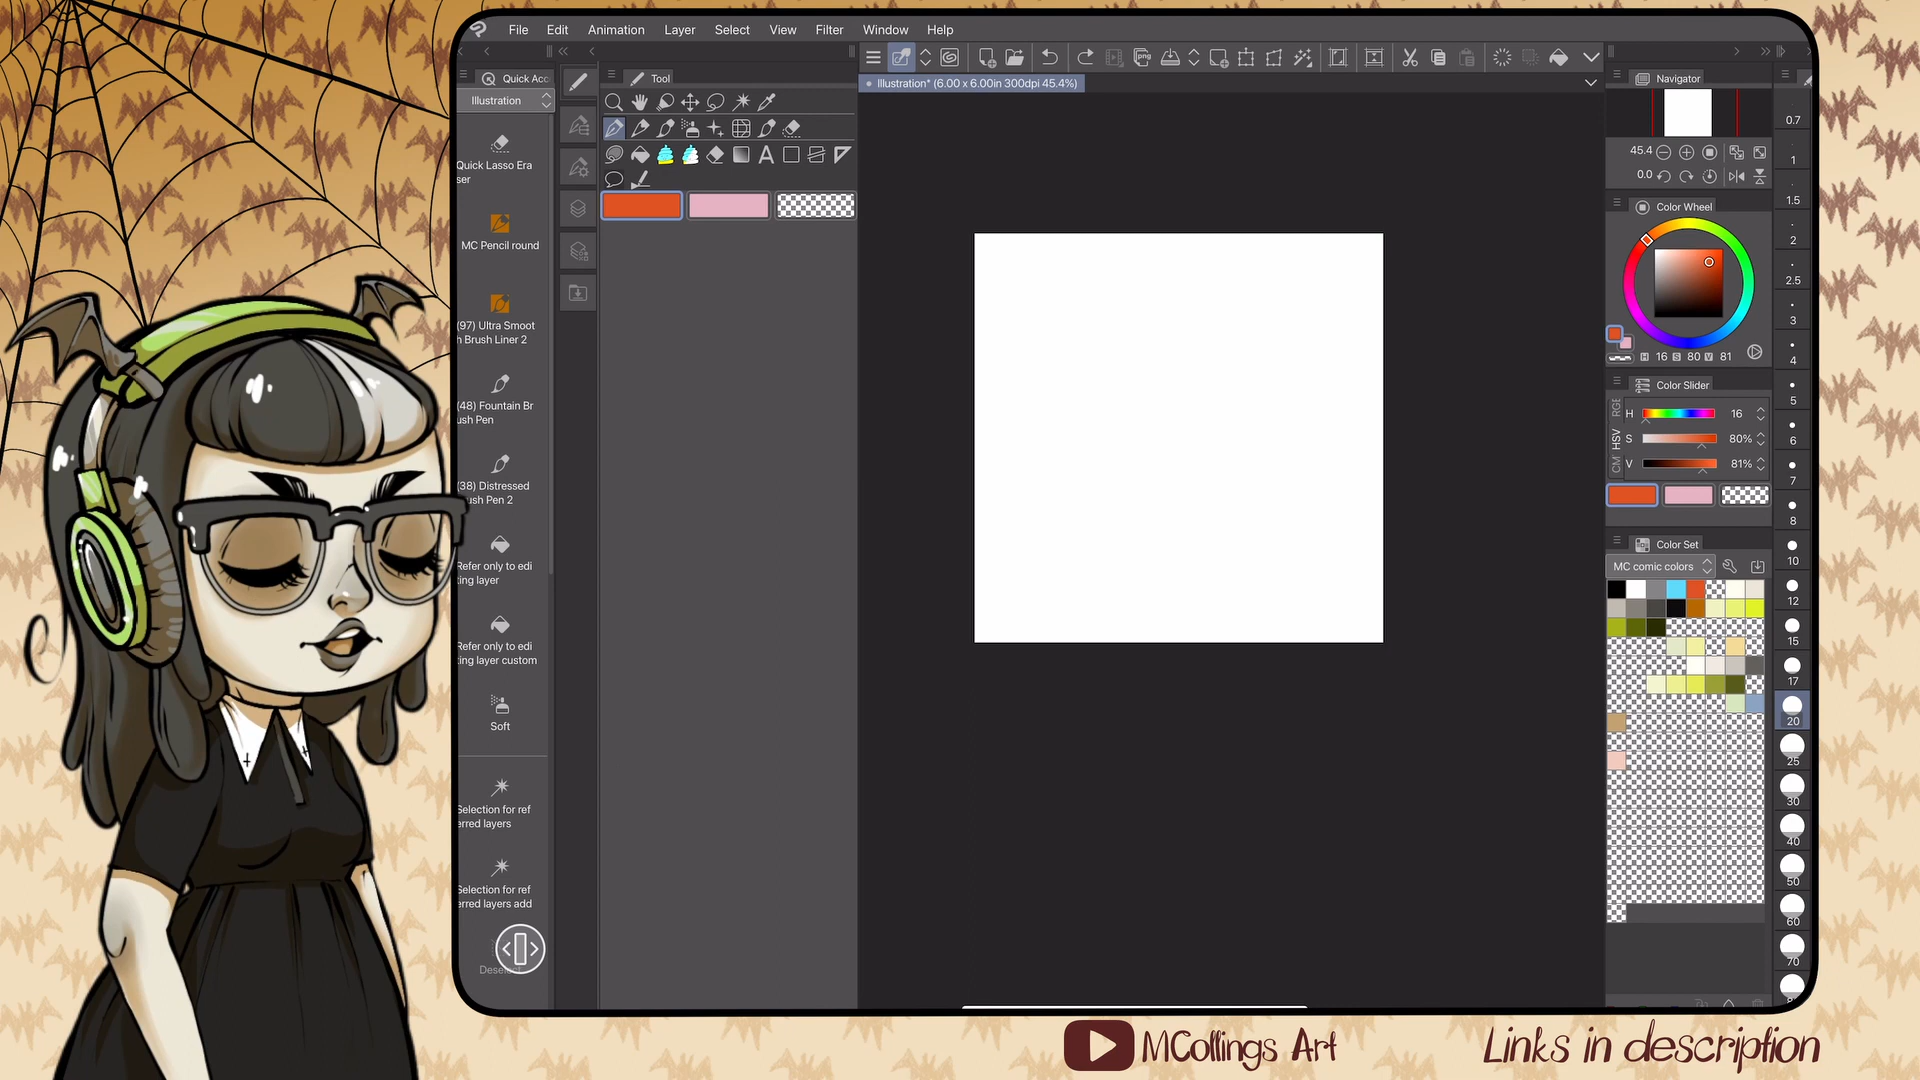 File Edit Animation Layer Select View Filter Window Help
Quick Acc
Tool
Illustration
Illustration* (6.00 x 6.00in 300dpi 45.4%)
Navigator
45.4
0.0
Quick Lasso Era
ser
MC Pencil round
(97) Ultra Smoot
h Brush Liner 2
(48) Fountain Br
ush Pen
(38) Distressed
ush Pen 2
Refer only to edi
ting layer
Refer only to edi
ting layer custom
Soft
Selection for ref
erred layers
Selection for ref
erred layers add
A
Color Wheel
H 16 S 80 V 81
Color Slider
HSV
H 16
S 80%
V 81%
Color Set
MC comic colors
0.7
1
1.5
2
2.5
3
4
5
6
7
8
10
12
15
17
20
25
30
40
50
60
70
MCollings Art
Links in description